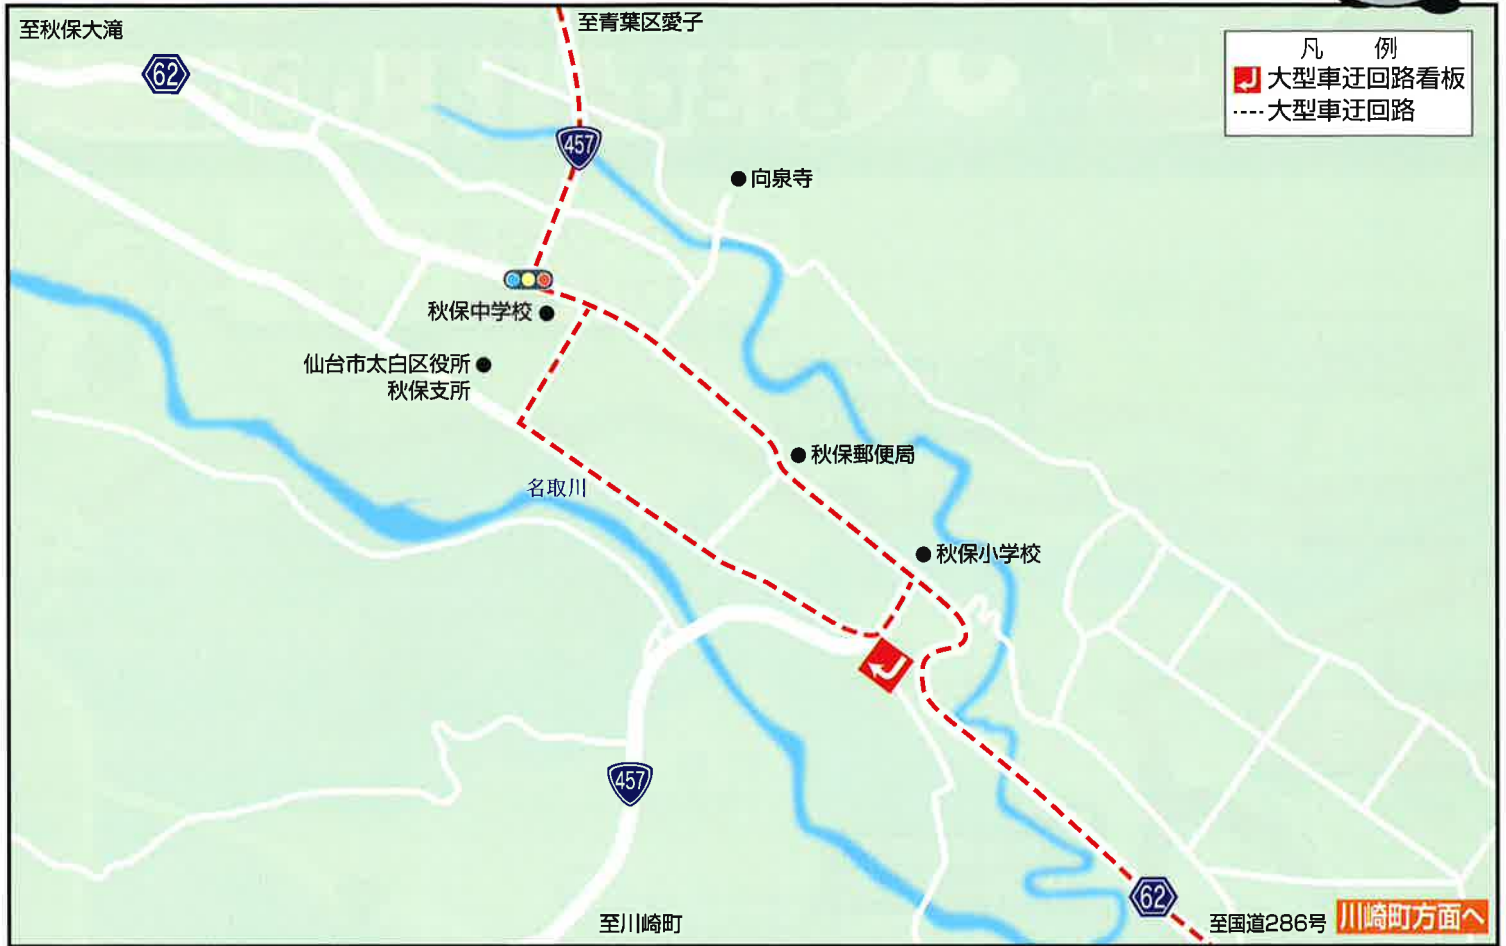 至秋保大滝
至青葉区愛子
凡　例
大型車迂回路看板
大型車迂回路
62
457
向泉寺
秋保中学校
仙台市太白区役所
秋保支所
秋保郵便局
名取川
秋保小学校
457
62
至川崎町
至国道286号
川崎町方面へ